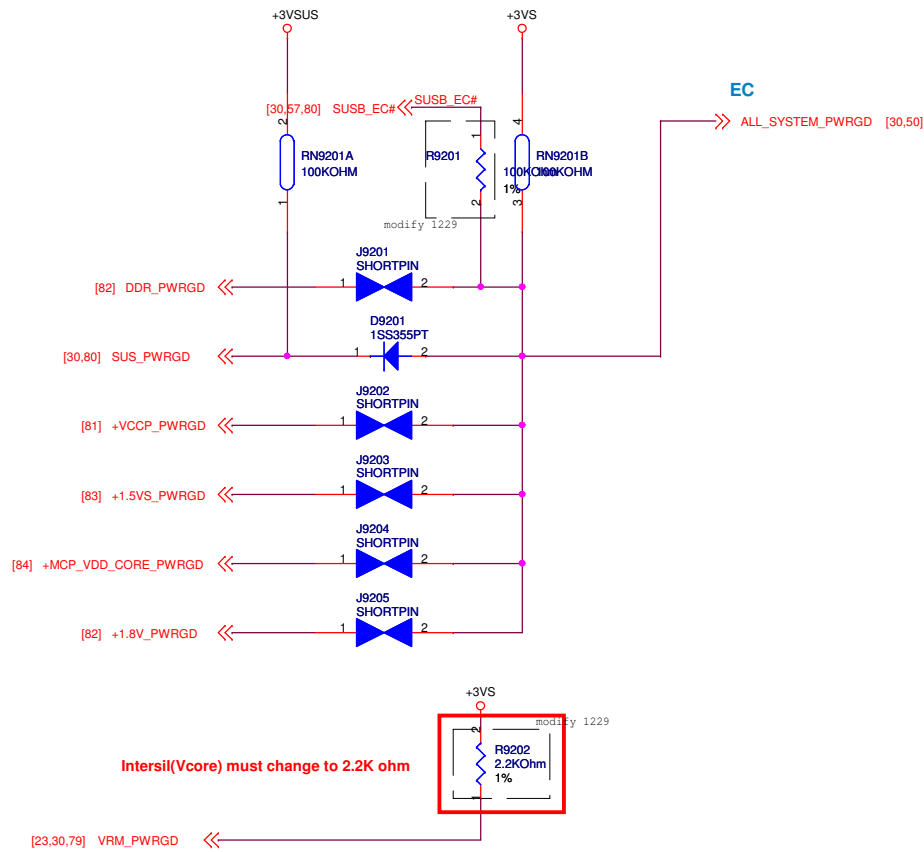 +3VSUS
+3VS
EC
[30,57,80] SUSB_EC#
SUSB_EC#
ALL_SYSTEM_PWRGD [30,50]
2
1
4
RN9201A
100KOHM
R9201
100KOhm
1%
RN9201B
100KOHM
1
2
3
modify 1229
J9201
SHORTPIN
[82] DDR_PWRGD
1
2
D9201
1SS355PT
[30,80] SUS_PWRGD
1
2
J9202
SHORTPIN
[81] +VCCP_PWRGD
1
2
J9203
SHORTPIN
[83] +1.5VS_PWRGD
1
2
J9204
SHORTPIN
[84] +MCP_VDD_CORE_PWRGD
1
2
J9205
SHORTPIN
[82] +1.8V_PWRGD
1
2
+3VS
modify 1229
2
R9202
2.2KOhm
1%
Intersil(Vcore) must change to 2.2K ohm
1
[23,30,79] VRM_PWRGD